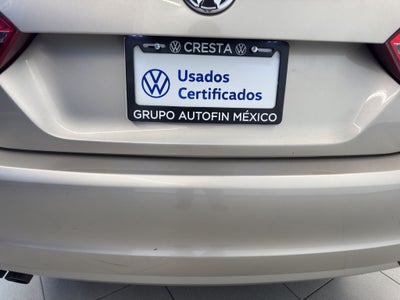 CRESTA
Usados
Certificados
GRUPO AUTOFIN MÉXICO